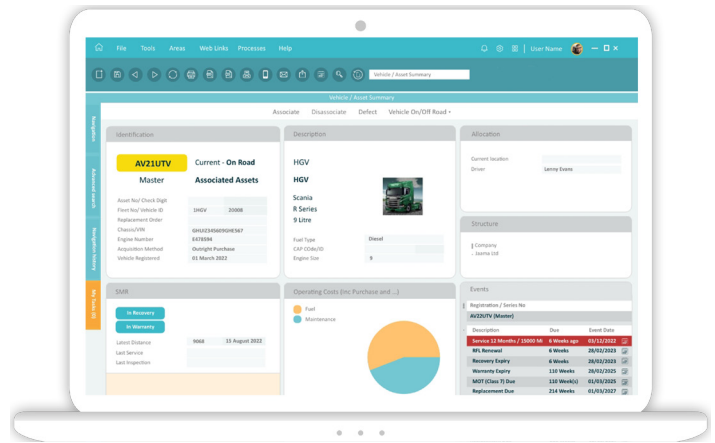 File Tools Areas Web Links Processes Help User Name
Vehicle / Asset Summary
Vehicle / Asset Summary
Associate Disassociate Defect Vehicle On/Off Road
Navigation
Advanced search
Navigation history
My Tasks (0)
Identification
AV21UTV Current - On Road
Master Associated Assets
Asset No/ Check Digit
Fleet No/ Vehicle ID 1HGV 20008
Replacement Order
Chassis/VIN GHU2345669GHE567
Engine Number E678594
Acquisition Method Outright Purchase
Vehicle Registered 01 March 2022
Description
HGV
HGV
Scania
R Series
9 Litre
Fuel Type Diesel
CAP COde/ID
Engine Size 9
Allocation
Current location
Driver Lenny Evans
Structure
Company
- Jaama Ltd
SMR
In Recovery
In Warranty
Latest Distance 9068 15 August 2022
Last Service
Last Inspection
Operating Costs (Inc Purchase and ...)
Fuel
Maintenance
Events
Registration / Series No
AV22UTV (Master)
Description Due Event Date
Service 12 Months / 15000 Mi 6 Weeks ago 03/12/2022
RFL Renewal 6 Weeks 28/02/2023
Recovery Expiry 6 Weeks 28/02/2023
Warranty Expiry 110 Weeks 28/02/2025
MOT (Class 7) Due 110 Week(s) 01/03/2025
Replacement Due 214 Weeks 01/03/2027